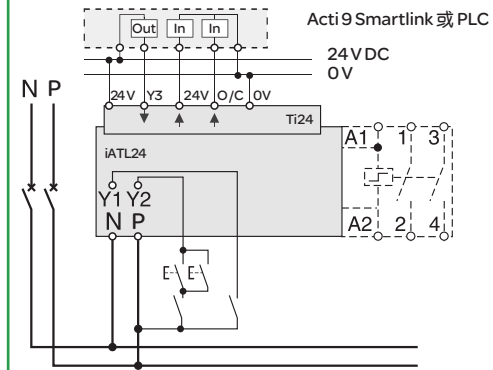 Out In In
Acti 9 Smartlink 或 PLC
24 V DC
0 V
N P
24V Y3 24V O/C 0V
Ti24
A1 1 3
iATL24
Y1 Y2
N P
A2 2 4
E E